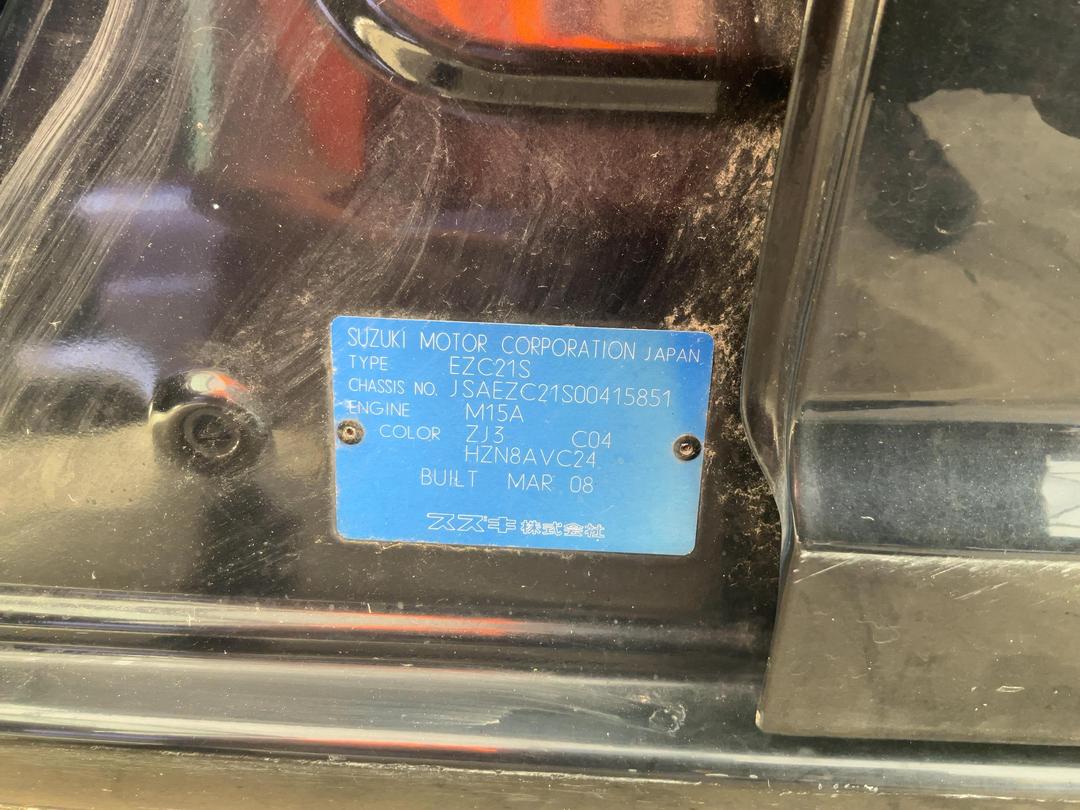 SUZUKI MOTOR CORPORATION JAPAN
TYPE EZC21S
CHASSIS NO. JSAEZC21S00415851
ENGINE M15A
COLOR ZJ3 C04
HZN8AVC24
BUILT MAR 08
スズキ株式会社